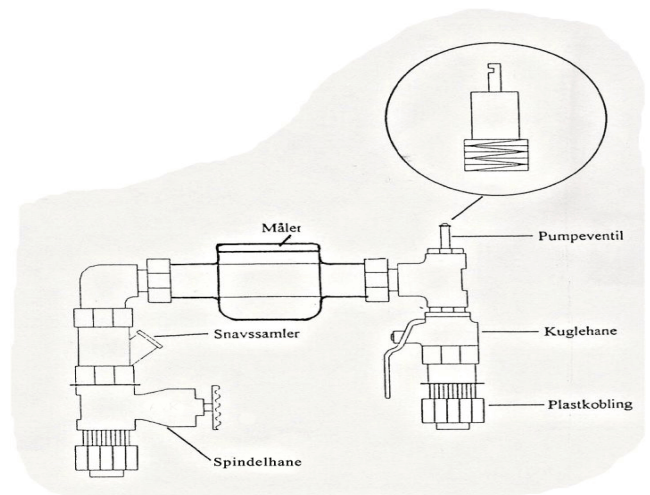 Måler
Pumpeventil
Snavssamler
Kuglehane
Plastkobling
Spindelhane